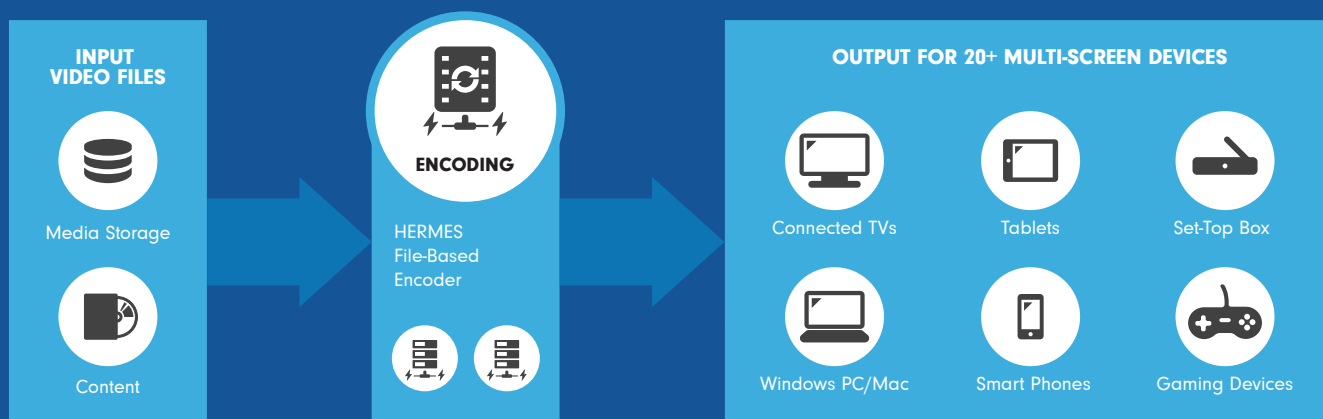 INPUT
VIDEO FILES
Media Storage
Content
ENCODING
HERMES
File-Based
Encoder
OUTPUT FOR 20+ MULTI-SCREEN DEVICES
Connected TVs
Tablets
Set-Top Box
Windows PC/Mac
Smart Phones
Gaming Devices